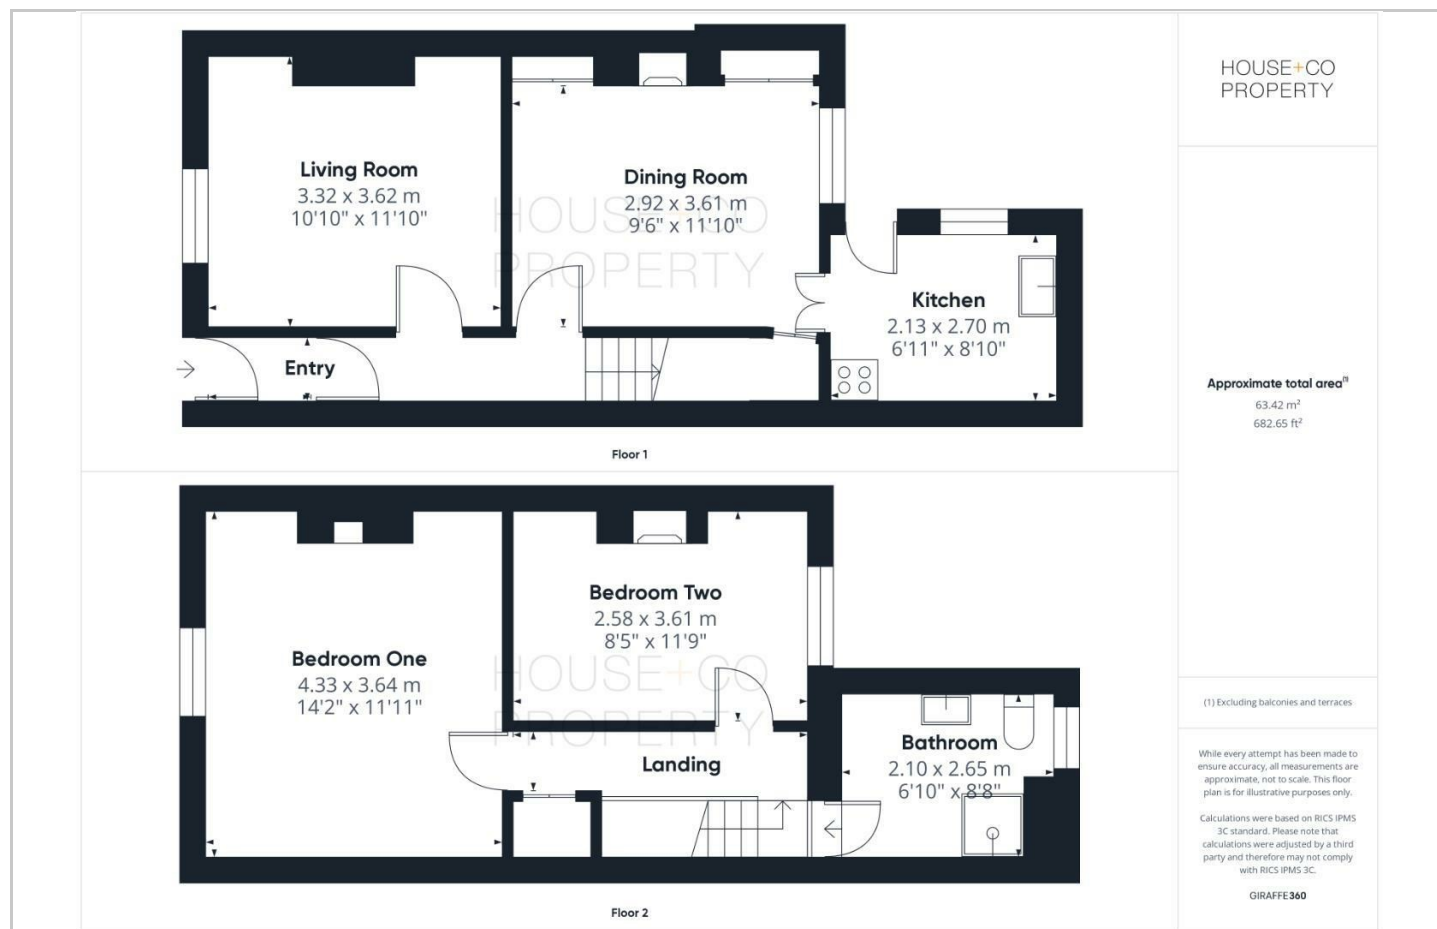 HOUSE+CO
PROPERTY
Living Room
3.32 x 3.62 m
10'10" x 11'10"
Dining Room
2.92 x 3.61 m
9'6" x 11'10"
HOUSE+CO
PROPERTY
Kitchen
2.13 x 2.70 m
6'11" x 8'10"
Entry
Floor 1
Approximate total area(1)
63.42 m²
682.65 ft²
Bedroom Two
2.58 x 3.61 m
8'5" x 11'9"
Bedroom One
4.33 x 3.64 m
14'2" x 11'11"
HOUSE+CO
PROPERTY
Landing
Bathroom
2.10 x 2.65 m
6'10" x 8'8"
Floor 2
(1) Excluding balconies and terraces
While every attempt has been made to
ensure accuracy, all measurements are
approximate, not to scale. This floor
plan is for illustrative purposes only.
Calculations were based on RICS IPMS
3C standard. Please note that
calculations were adjusted by a third
party and therefore may not comply
with RICS IPMS 3C.
GIRAFFE360